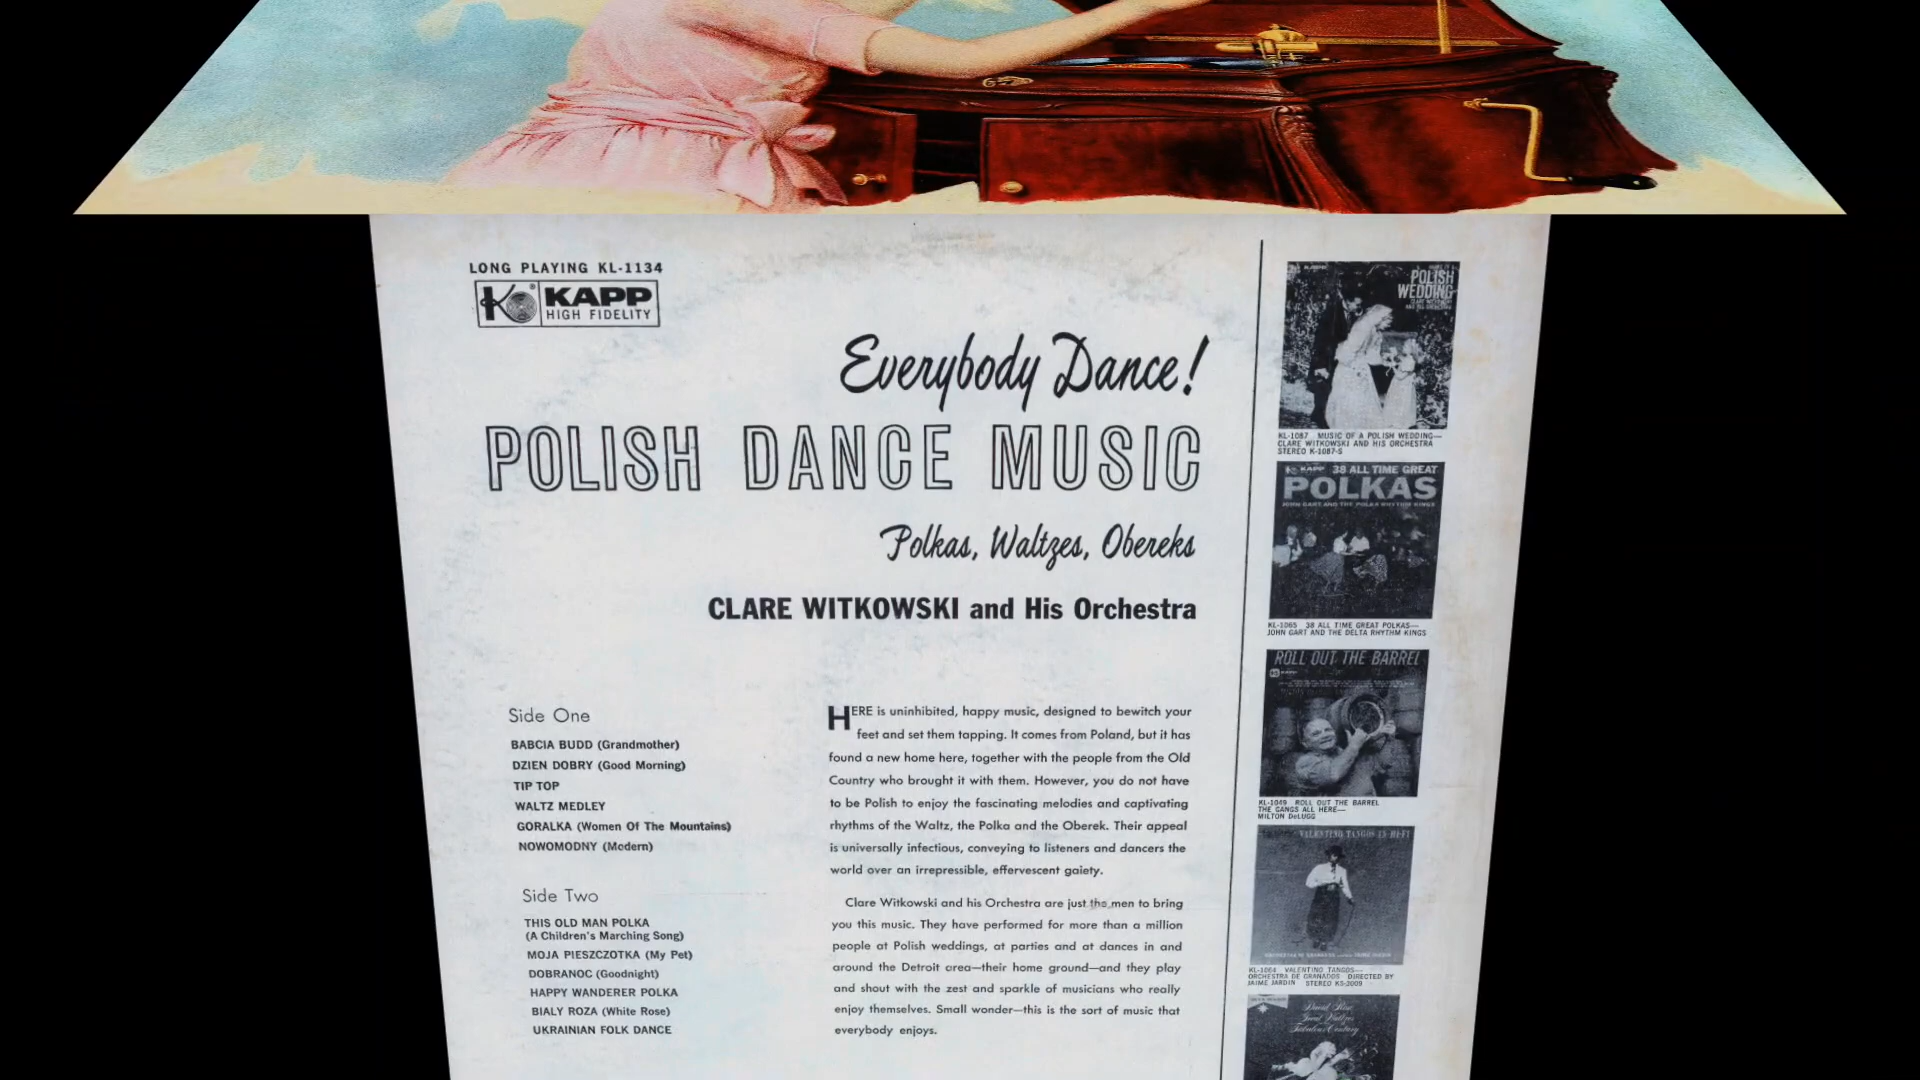 LONG PLAYING KL-1134
KAPP
HIGH FIDELITY
Everybody Dance!
POLISH DANCE MUSIC
Polkas, Waltzes, Obereks
CLARE WITKOWSKI and His Orchestra
Side One
BABCIA BUDD (Grandmother)
DZIEN DOBRY (Good Morning)
TIP TOP
WALTZ MEDLEY
GORALKA (Women Of The Mountains)
NOWOMODNY (Modern)
Side Two
THIS OLD MAN POLKA
(A Children's Marching Song)
MOJA PIESZCZOTKA (My Pet)
DOBRANOC (Goodnight)
HAPPY WANDERER POLKA
BIALY ROZA (White Rose)
UKRAINIAN FOLK DANCE
HERE is uninhibited, happy music, designed to bewitch your
feet and set them tapping. It comes from Poland, but it has
found a new home here, together with the people from the Old
Country who brought it with them. However, you do not have
to be Polish to enjoy the fascinating melodies and captivating
rhythms of the Waltz, the Polka and the Oberek. Their appeal
is universally infectious, conveying to listeners and dancers the
world over an irrepressible, effervescent gaiety.
Clare Witkowski and his Orchestra are just the men to bring
you this music. They have performed for more than a million
people at Polish weddings, at parties and at dances in and
around the Detroit area—their home ground—and they play
and shout with the zest and sparkle of musicians who really
enjoy themselves. Small wonder—this is the sort of music that
everybody enjoys.
POLISH
WEDDING
KL-1087 MUSIC OF A POLISH WEDDING—
CLARE WITKOWSKI AND HIS ORCHESTRA
STEREO K-1087-S
KAPP 38 ALL TIME GREAT
POLKAS
JOHN GART AND THE POLKA RHYTHM KINGS
KL-1065 38 ALL TIME GREAT POLKAS—
JOHN GART AND THE DELTA RHYTHM KINGS
ROLL OUT THE BARREL
KL-1049 ROLL OUT THE BARREL
THE GANGS ALL HERE—
MILTON DeLUGG
VALENTINO TANGOS IN HI-FI
KL-1064 VALENTINO TANGOS—
ORCHESTRA DE GRANADOS DIRECTED BY
JAIME JARDIN STEREO KS-3009
David Rose